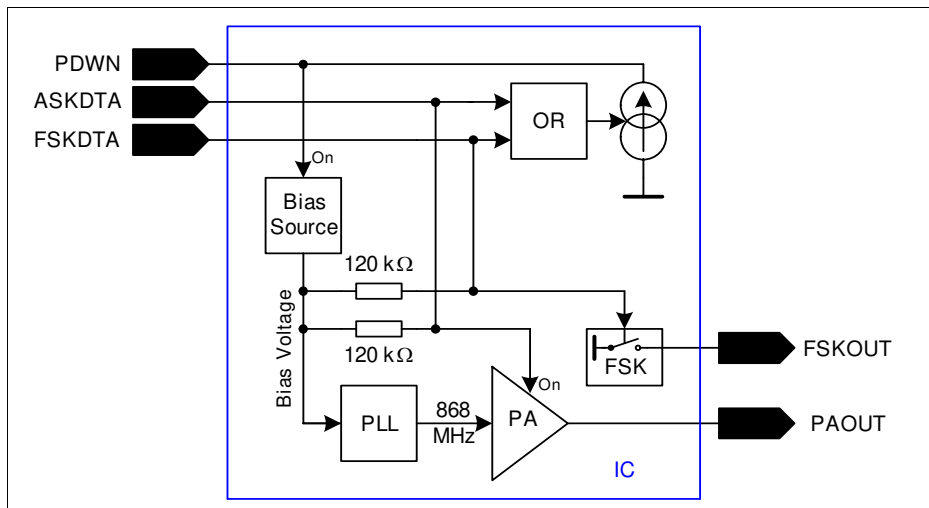 PDWN
ASKDTA
FSKDTA
OR
On
Bias
Source
120 kΩ
Bias Voltage
120 kΩ
FSK
FSKOUT
On
PLL
868
MHz
PA
PAOUT
IC